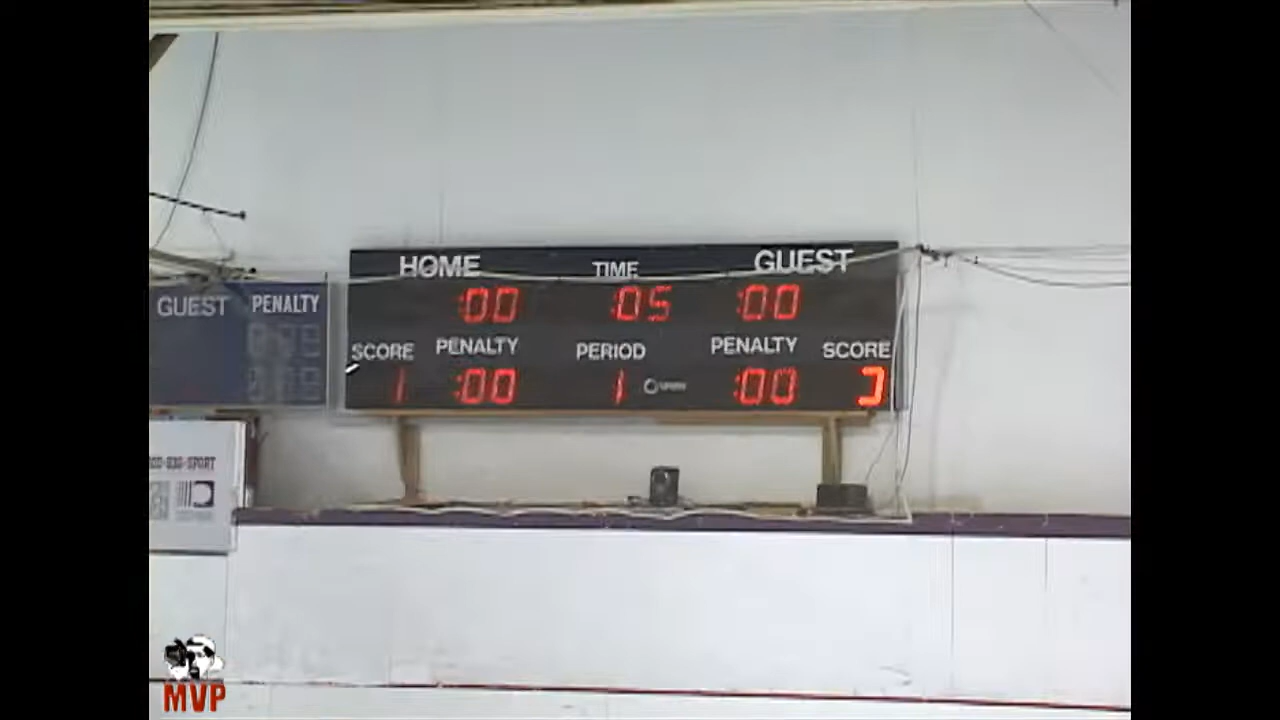 HOME TIME GUEST
:00 :05 :00
SCORE PENALTY PERIOD PENALTY SCORE
1 :00 1 :00
GUEST PENALTY
MVP